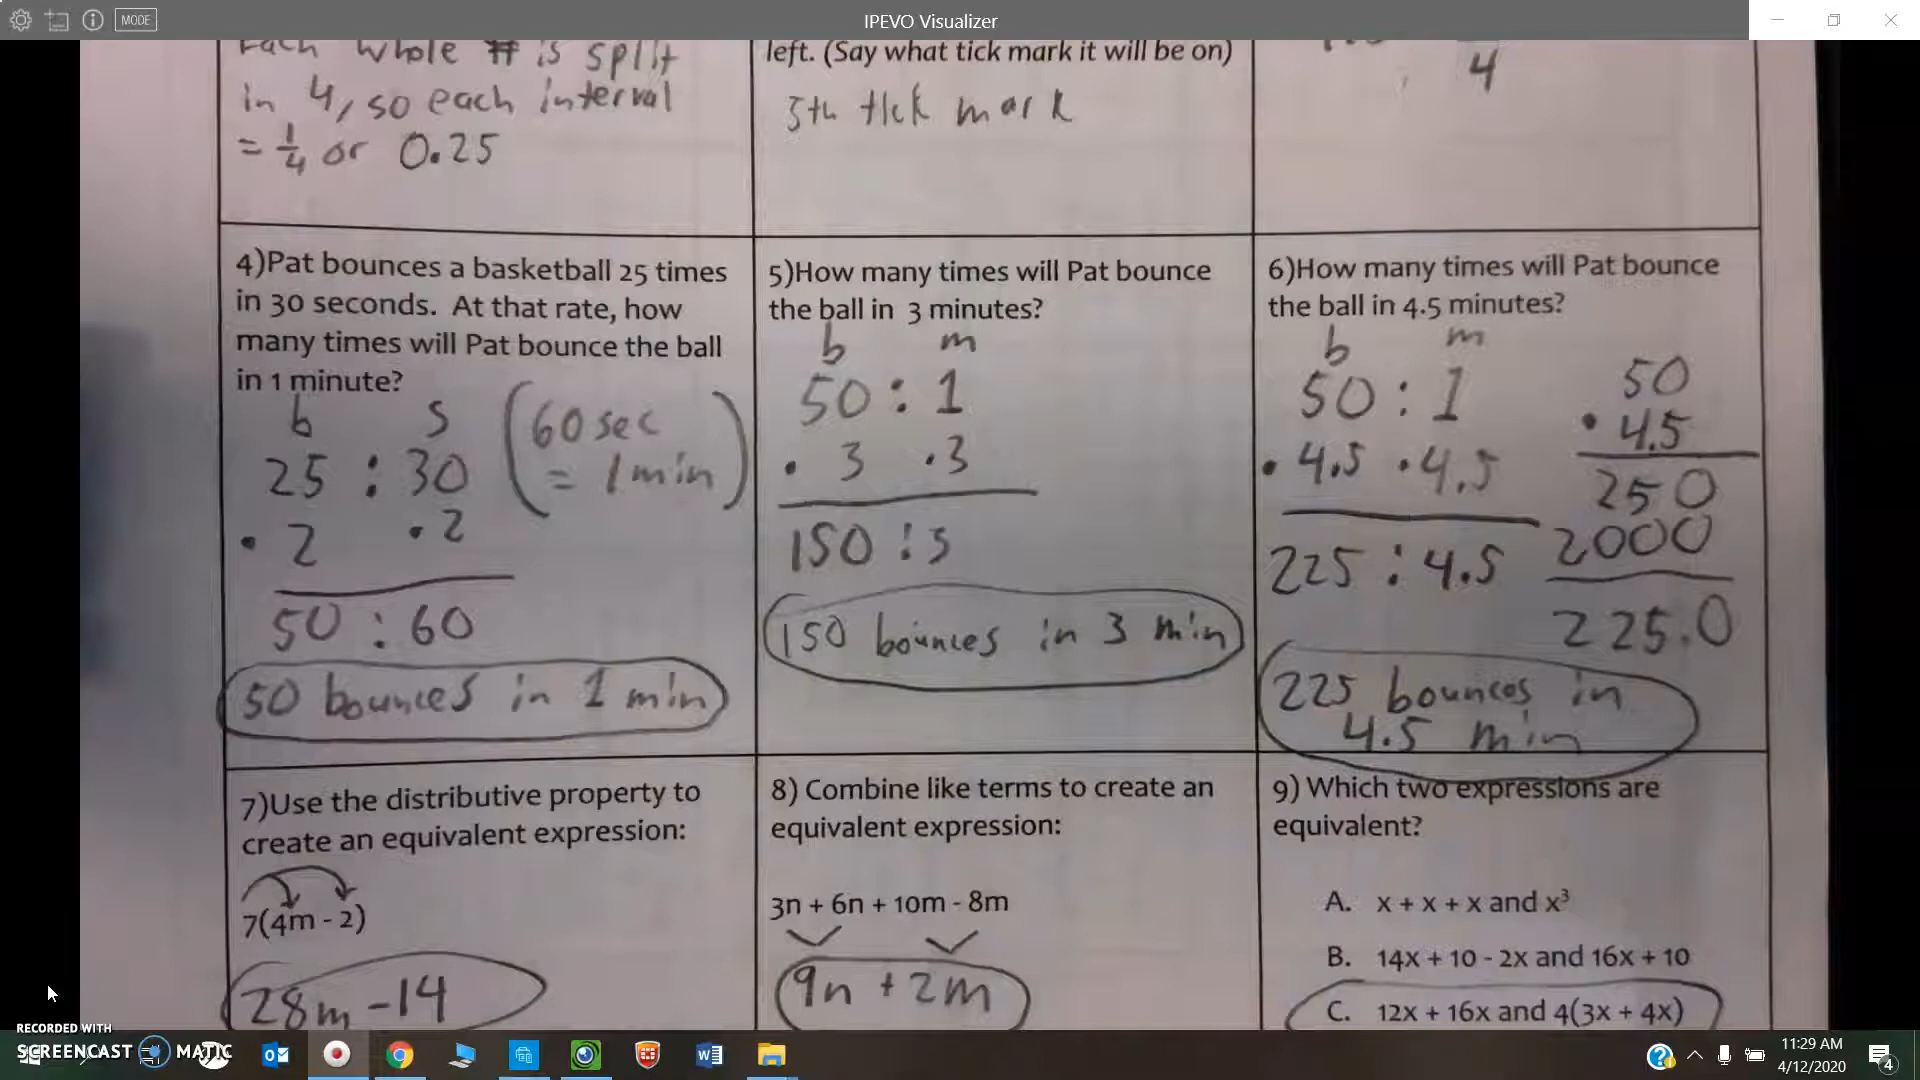 MODE
IPEVO Visualizer
Each whole # is split
in 4, so each interval
= 1/4 or 0.25
left. (Say what tick mark it will be on)
5th tick mark
4
4)Pat bounces a basketball 25 times
in 30 seconds. At that rate, how
many times will Pat bounce the ball
in 1 minute?
b s
25 : 30
(60 sec
= 1 min)
• 2 • 2
50 : 60
50 bounces in 1 min
5)How many times will Pat bounce
the ball in 3 minutes?
b m
50 : 1
• 3 • 3
150 : 3
150 bounces in 3 min
6)How many times will Pat bounce
the ball in 4.5 minutes?
b m
50 : 1
• 4.5 • 4.5
225 : 4.5
50
• 4.5
250
2000
225.0
225 bounces in
4.5 min
7)Use the distributive property to
create an equivalent expression:
7(4m - 2)
28m - 14
8) Combine like terms to create an
equivalent expression:
3n + 6n + 10m - 8m
9n + 2m
9) Which two expressions are
equivalent?
A. x + x + x and x³
B. 14x + 10 - 2x and 16x + 10
C. 12x + 16x and 4(3x + 4x)
RECORDED WITH
SCREENCAST MATIC
11:29 AM
4/12/2020
4